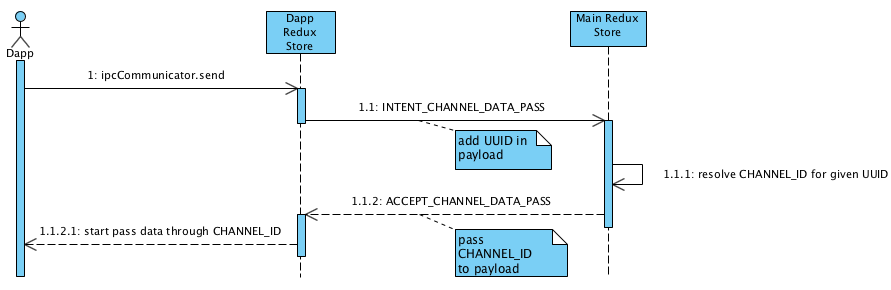 Dapp
Dapp
Redux
Store
Main Redux
Store
1: ipcCommunicator.send
1.1: INTENT_CHANNEL_DATA_PASS
add UUID in
payload
1.1.1: resolve CHANNEL_ID for given UUID
1.1.2: ACCEPT_CHANNEL_DATA_PASS
1.1.2.1: start pass data through CHANNEL_ID
pass
CHANNEL_ID
to payload